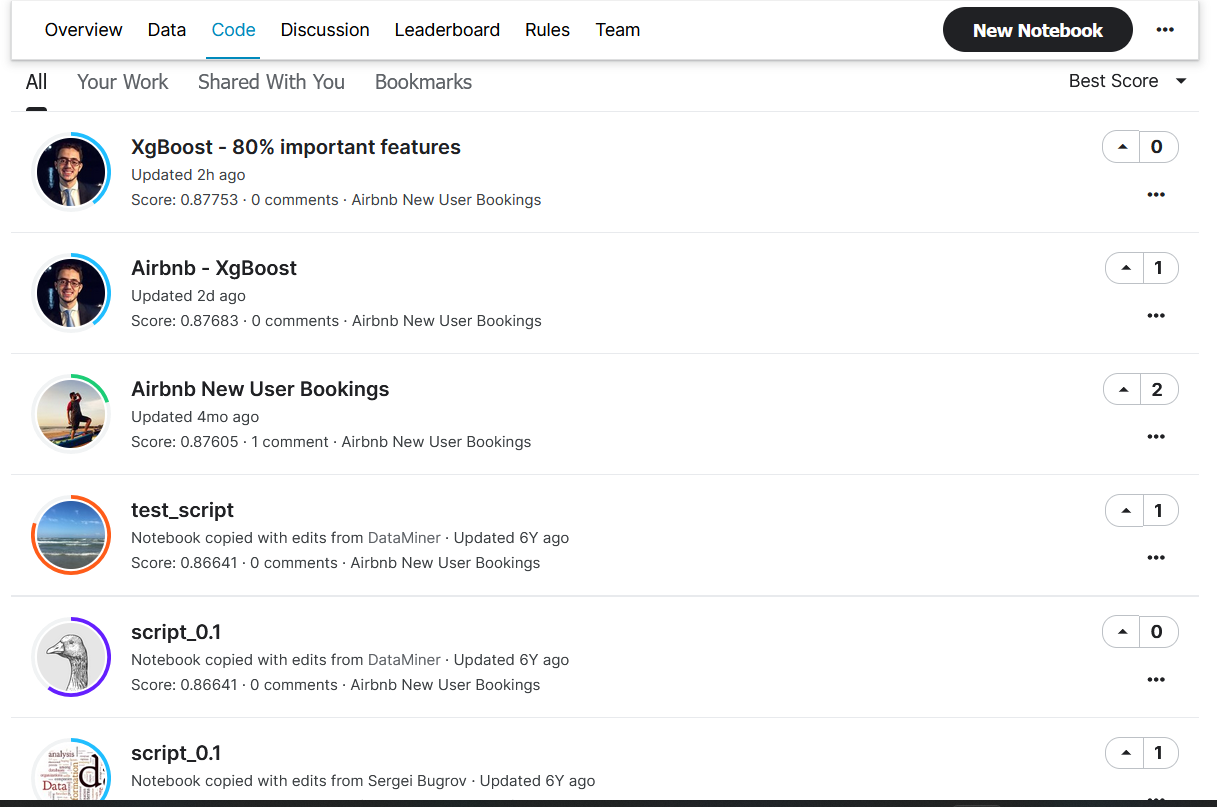 Overview Data Code Discussion Leaderboard Rules Team New Notebook
All Your Work Shared With You Bookmarks Best Score
XgBoost - 80% important features 0
Updated 2h ago
Score: 0.87753 · 0 comments · Airbnb New User Bookings
Airbnb - XgBoost 1
Updated 2d ago
Score: 0.87683 · 0 comments · Airbnb New User Bookings
Airbnb New User Bookings 2
Updated 4mo ago
Score: 0.87605 · 1 comment · Airbnb New User Bookings
test_script 1
Notebook copied with edits from DataMiner · Updated 6Y ago
Score: 0.86641 · 0 comments · Airbnb New User Bookings
script_0.1 0
Notebook copied with edits from DataMiner · Updated 6Y ago
Score: 0.86641 · 0 comments · Airbnb New User Bookings
script_0.1 1
analysis
Data
Notebook copied with edits from Sergei Bugrov · Updated 6Y ago